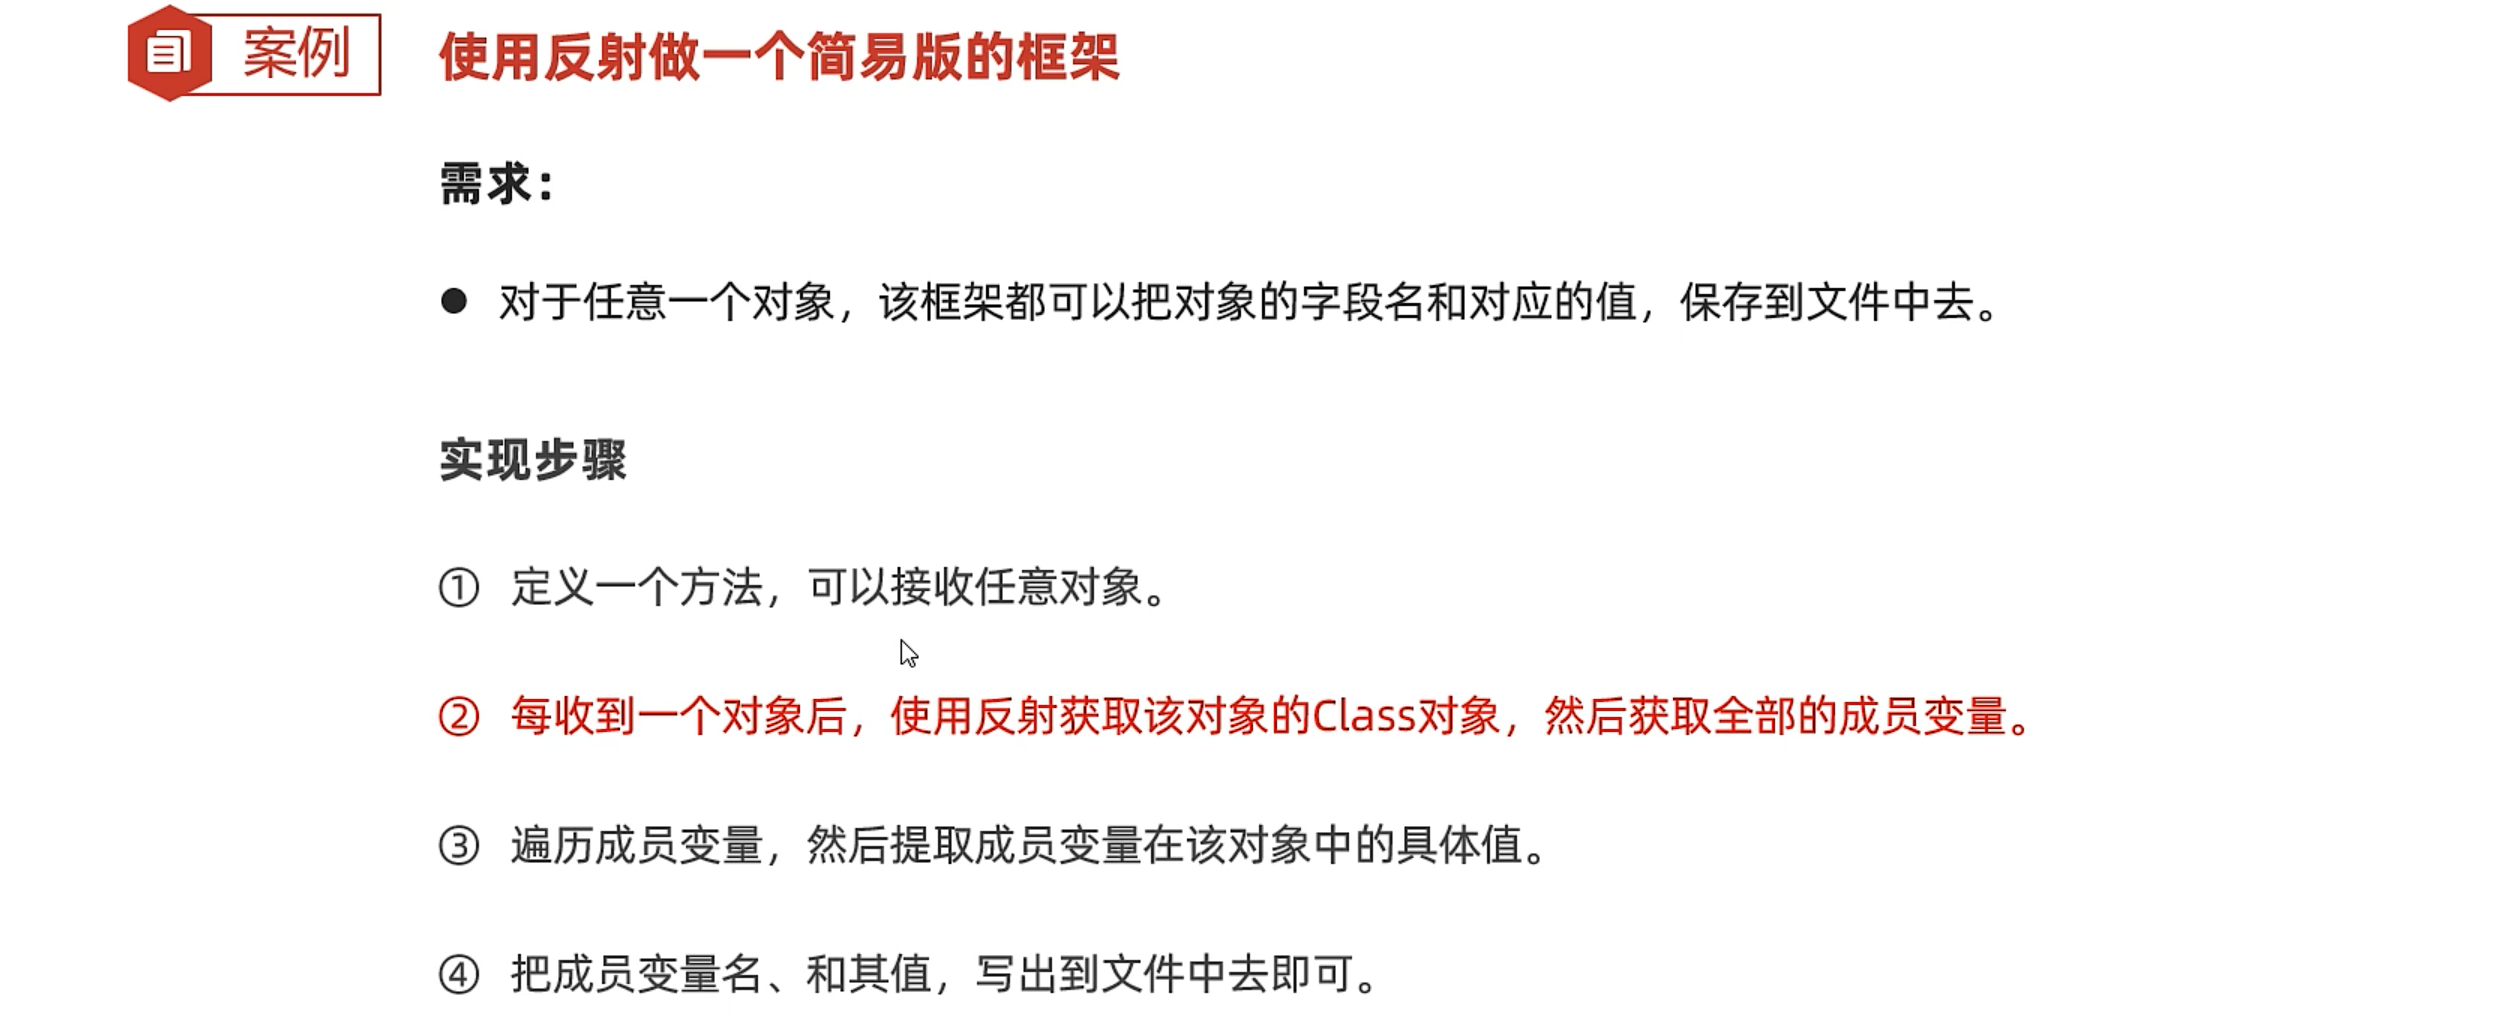 案例
使用反射做一个简易版的框架
需求：
● 对于任意一个对象，该框架都可以把对象的字段名和对应的值，保存到文件中去。
实现步骤
① 定义一个方法，可以接收任意对象。
② 每收到一个对象后，使用反射获取该对象的Class对象，然后获取全部的成员变量。
③ 遍历成员变量，然后提取成员变量在该对象中的具体值。
④ 把成员变量名、和其值，写出到文件中去即可。